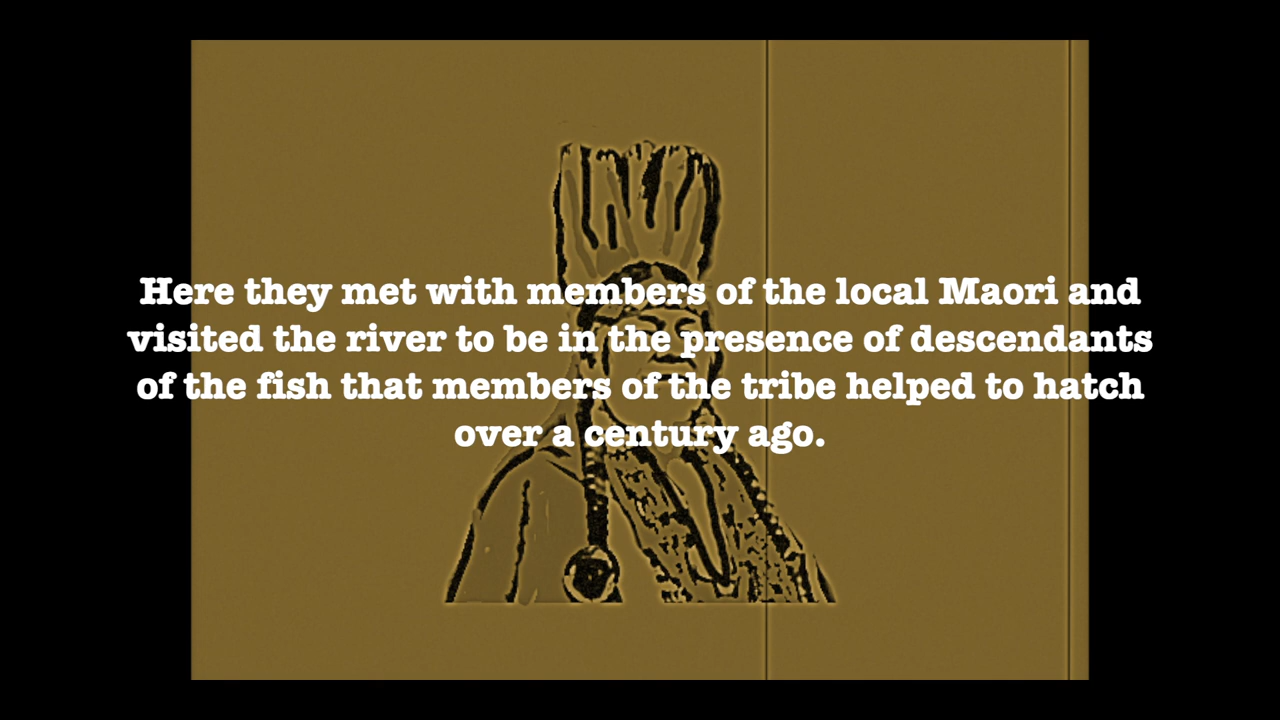 Here they met with members of the local Maori and
visited the river to be in the presence of descendants
of the fish that members of the tribe helped to hatch
over a century ago.